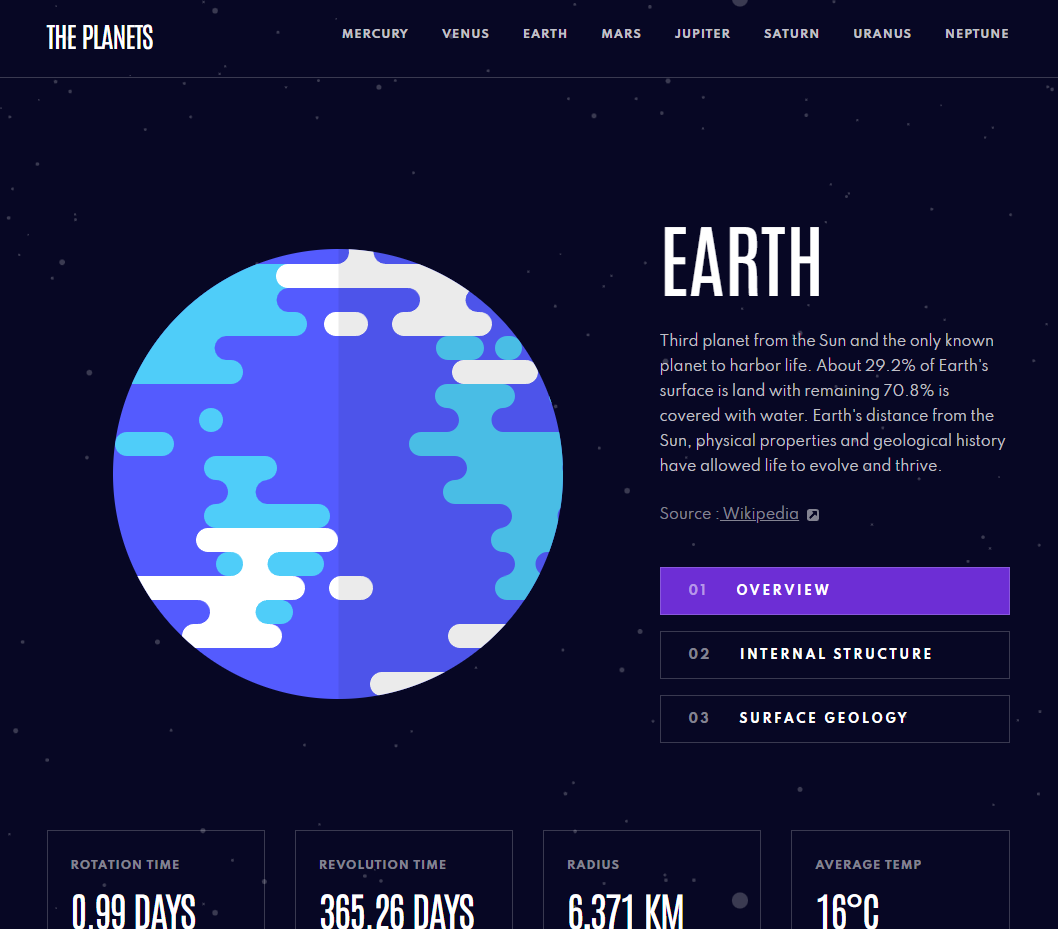 THE PLANETS
MERCURY VENUS EARTH MARS JUPITER SATURN URANUS NEPTUNE
EARTH
Third planet from the Sun and the only known
planet to harbor life. About 29.2% of Earth's
surface is land with remaining 70.8% is
covered with water. Earth's distance from the
Sun, physical properties and geological history
have allowed life to evolve and thrive.
Source : Wikipedia
01 OVERVIEW
02 INTERNAL STRUCTURE
03 SURFACE GEOLOGY
ROTATION TIME
0.99 DAYS
REVOLUTION TIME
365.26 DAYS
RADIUS
6,371 KM
AVERAGE TEMP
16°C